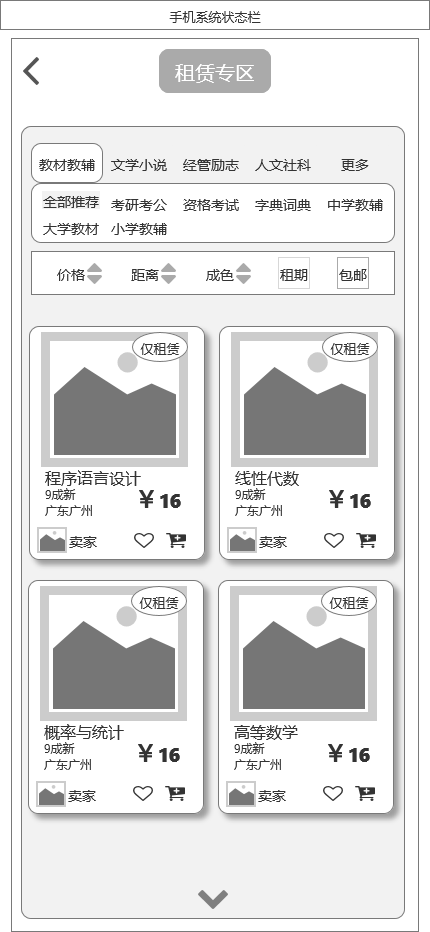 手机系统状态栏
租赁专区
教材教辅 文学小说 经管励志 人文社科 更多
全部推荐 考研考公 资格考试 字典词典 中学教辅
大学教材 小学教辅
价格 距离 成色 租期 包邮
仅租赁 仅租赁
程序语言设计 线性代数
9成新 9成新
广东广州 ¥ 16 广东广州 ¥ 16
卖家 卖家
仅租赁 仅租赁
概率与统计 高等数学
9成新 9成新
广东广州 ¥ 16 广东广州 ¥ 16
卖家 卖家